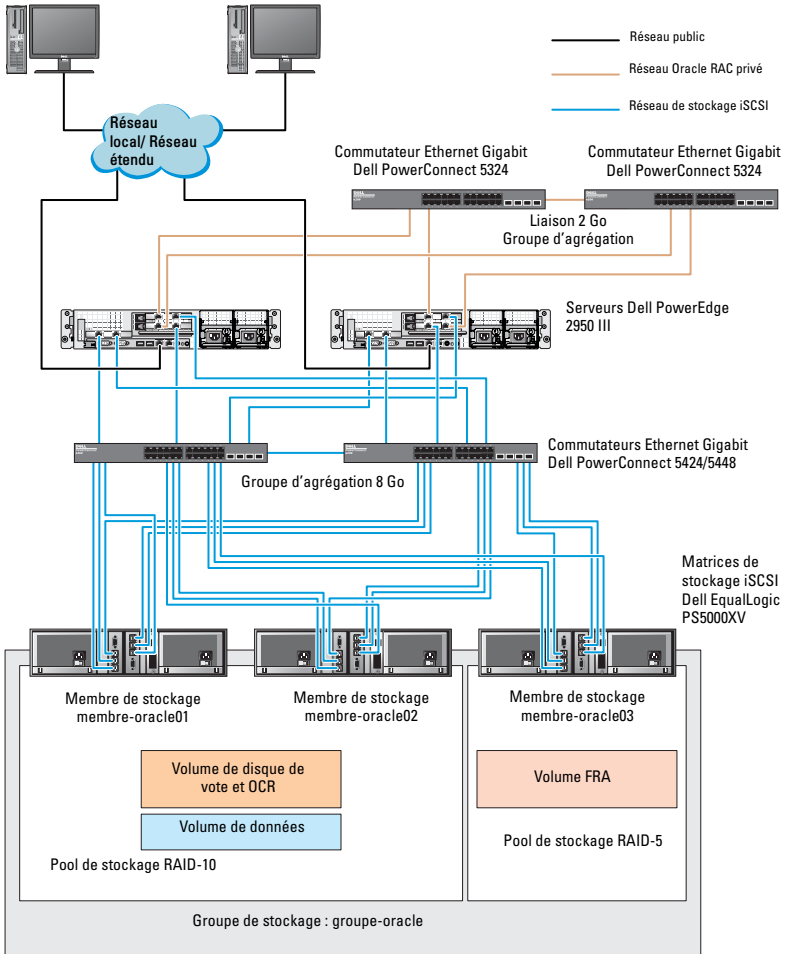 Réseau public
Réseau Oracle RAC privé
Réseau de stockage iSCSI
Réseau
local/ Réseau
étendu
Commutateur Ethernet Gigabit
Dell PowerConnect 5324
Commutateur Ethernet Gigabit
Dell PowerConnect 5324
Liaison 2 Go
Groupe d'agrégation
Serveurs Dell PowerEdge
2950 III
Commutateurs Ethernet Gigabit
Dell PowerConnect 5424/5448
Groupe d'agrégation 8 Go
Matrices de
stockage iSCSI
Dell EqualLogic
PS5000XV
Membre de stockage
membre-oracle01
Membre de stockage
membre-oracle02
Membre de stockage
membre-oracle03
Volume de disque de
vote et OCR
Volume FRA
Volume de données
Pool de stockage RAID-5
Pool de stockage RAID-10
Groupe de stockage : groupe-oracle